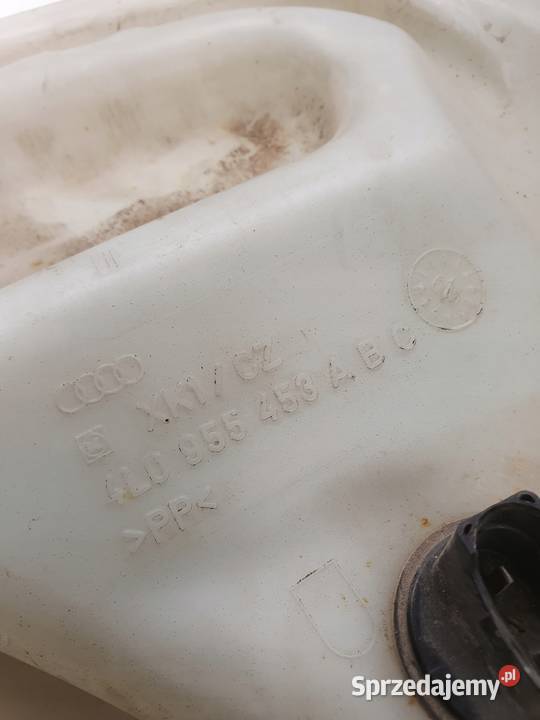 XK1/CZ
4L0 955 453 A B C
>PP<
Sprzedajemy.pl